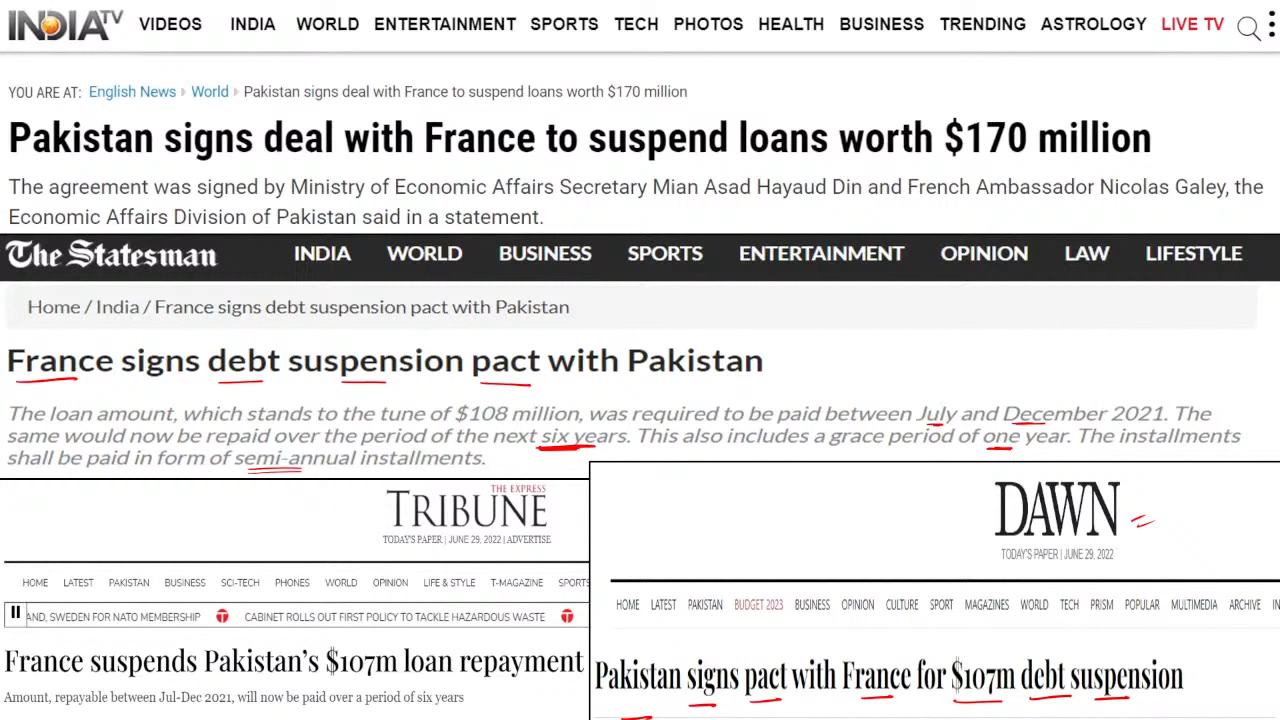 INDIA TV VIDEOS INDIA WORLD ENTERTAINMENT SPORTS TECH PHOTOS HEALTH BUSINESS TRENDING ASTROLOGY LIVE TV
YOU ARE AT: English News World Pakistan signs deal with France to suspend loans worth $170 million
Pakistan signs deal with France to suspend loans worth $170 million
The agreement was signed by Ministry of Economic Affairs Secretary Mian Asad Hayaud Din and French Ambassador Nicolas Galey, the
Economic Affairs Division of Pakistan said in a statement.
The Statesman INDIA WORLD BUSINESS SPORTS ENTERTAINMENT OPINION LAW LIFESTYLE
Home / India / France signs debt suspension pact with Pakistan
France signs debt suspension pact with Pakistan
The loan amount, which stands to the tune of $108 million, was required to be paid between July and December 2021. The
same would now be repaid over the period of the next six years. This also includes a grace period of one year. The installments
shall be paid in form of semi-annual installments.
THE EXPRESS
TRIBUNE
TODAY'S PAPER | JUNE 29, 2022 | ADVERTISE
HOME LATEST PAKISTAN BUSINESS SCI-TECH PHONES WORLD OPINION LIFE & STYLE T-MAGAZINE SPORTS
AND, SWEDEN FOR NATO MEMBERSHIP CABINET ROLLS OUT FIRST POLICY TO TACKLE HAZARDOUS WASTE
France suspends Pakistan's $107m loan repayment
Amount, repayable between Jul-Dec 2021, will now be paid over a period of six years
DAWN
TODAY'S PAPER | JUNE 29, 2022
HOME LATEST PAKISTAN BUDGET 2023 BUSINESS OPINION CULTURE SPORT MAGAZINES WORLD TECH PRISM POPULAR MULTIMEDIA ARCHIVE IN
Pakistan signs pact with France for $107m debt suspension